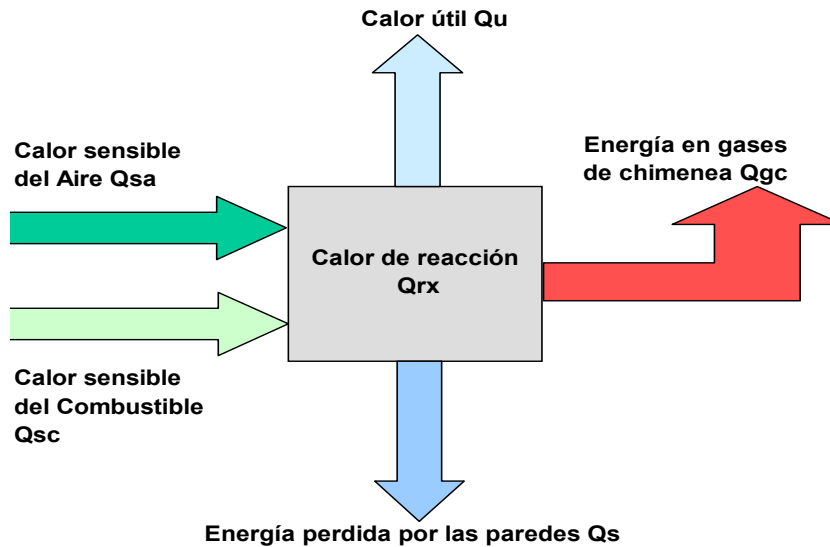 Calor útil Qu
Calor sensible
del Aire Qsa
Energía en gases
de chimenea Qgc
Calor de reacción
Qrx
Calor sensible
del Combustible
Qsc
Energía perdida por las paredes Qs